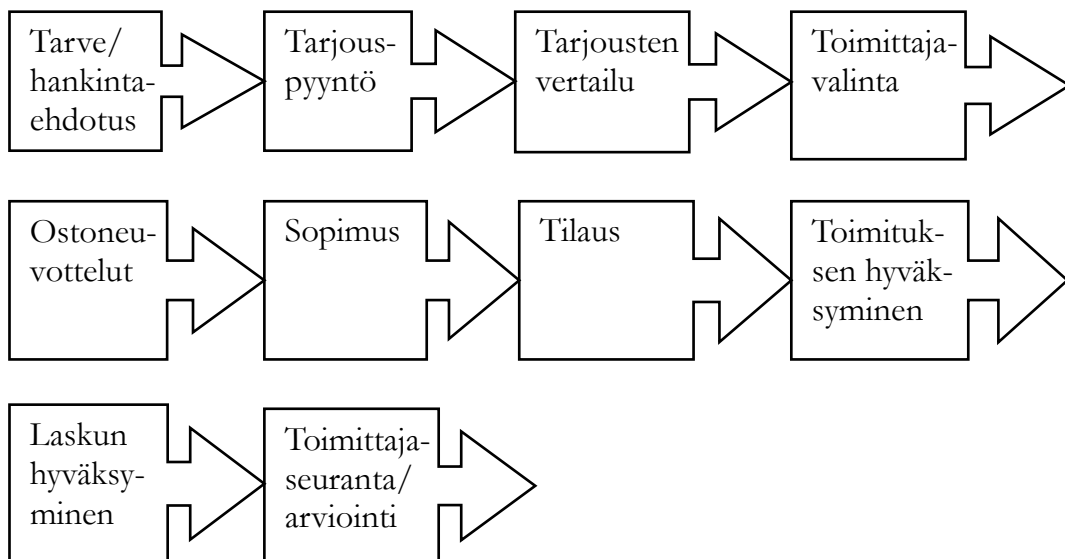 Tarve/
hankinta-
ehdotus
Tarjous-
pyyntö
Tarjousten
vertailu
Toimittaja-
valinta
Ostoneu-
vottelut
Sopimus
Tilaus
Toimituk-
sen hyväk-
syminen
Laskun
hyväksy-
minen
Toimittaja-
seuranta/
arviointi